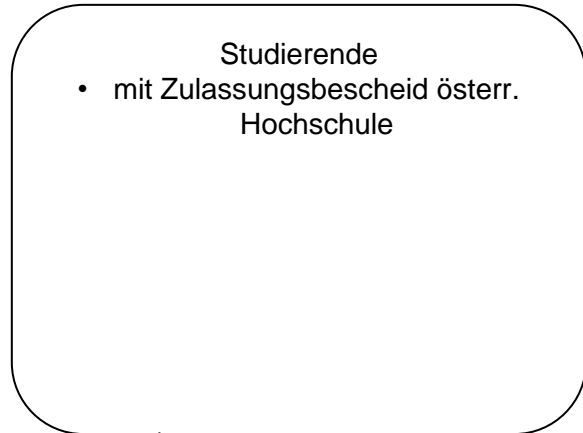 Studierende
• mit Zulassungsbescheid österr.
Hochschule